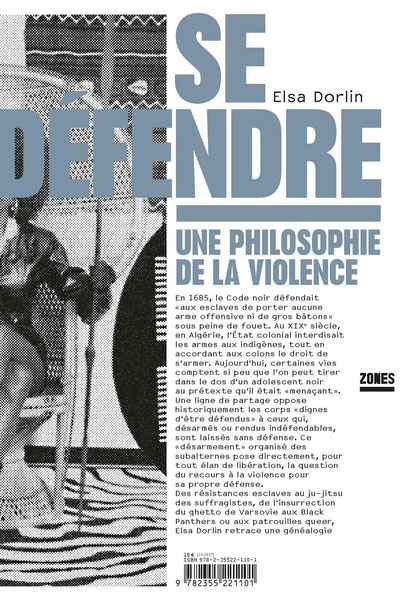 SE
Elsa Dorlin
DÉFENDRE
UNE PHILOSOPHIE
DE LA VIOLENCE
En 1685, le Code noir défendait
« aux esclaves de porter aucune
arme offensive ni de gros bâtons »
sous peine de fouet. Au XIXᵉ siècle,
en Algérie, l’État colonial interdisait
les armes aux indigènes, tout en
accordant aux colons le droit de
s’armer. Aujourd’hui, certaines vies
comptent si peu que l’on peut tirer
dans le dos d’un adolescent noir
au prétexte qu’il était « menaçant ».
Une ligne de partage oppose
historiquement les corps « dignes
d’être défendus » à ceux qui,
désarmés ou rendus indéfendables,
sont laissés sans défense. Ce
« désarmement » organisé des
subalternes pose directement, pour
tout élan de libération, la question
du recours à la violence pour
sa propre défense.
Des résistances esclaves au ju-jitsu
des suffragistes, de l’insurrection
du ghetto de Varsovie aux Black
Panthers ou aux patrouilles queer,
Elsa Dorlin retrace une généalogie
ZONES
18 €
ISBN 978-2-35522-110-1
9 782355 221101